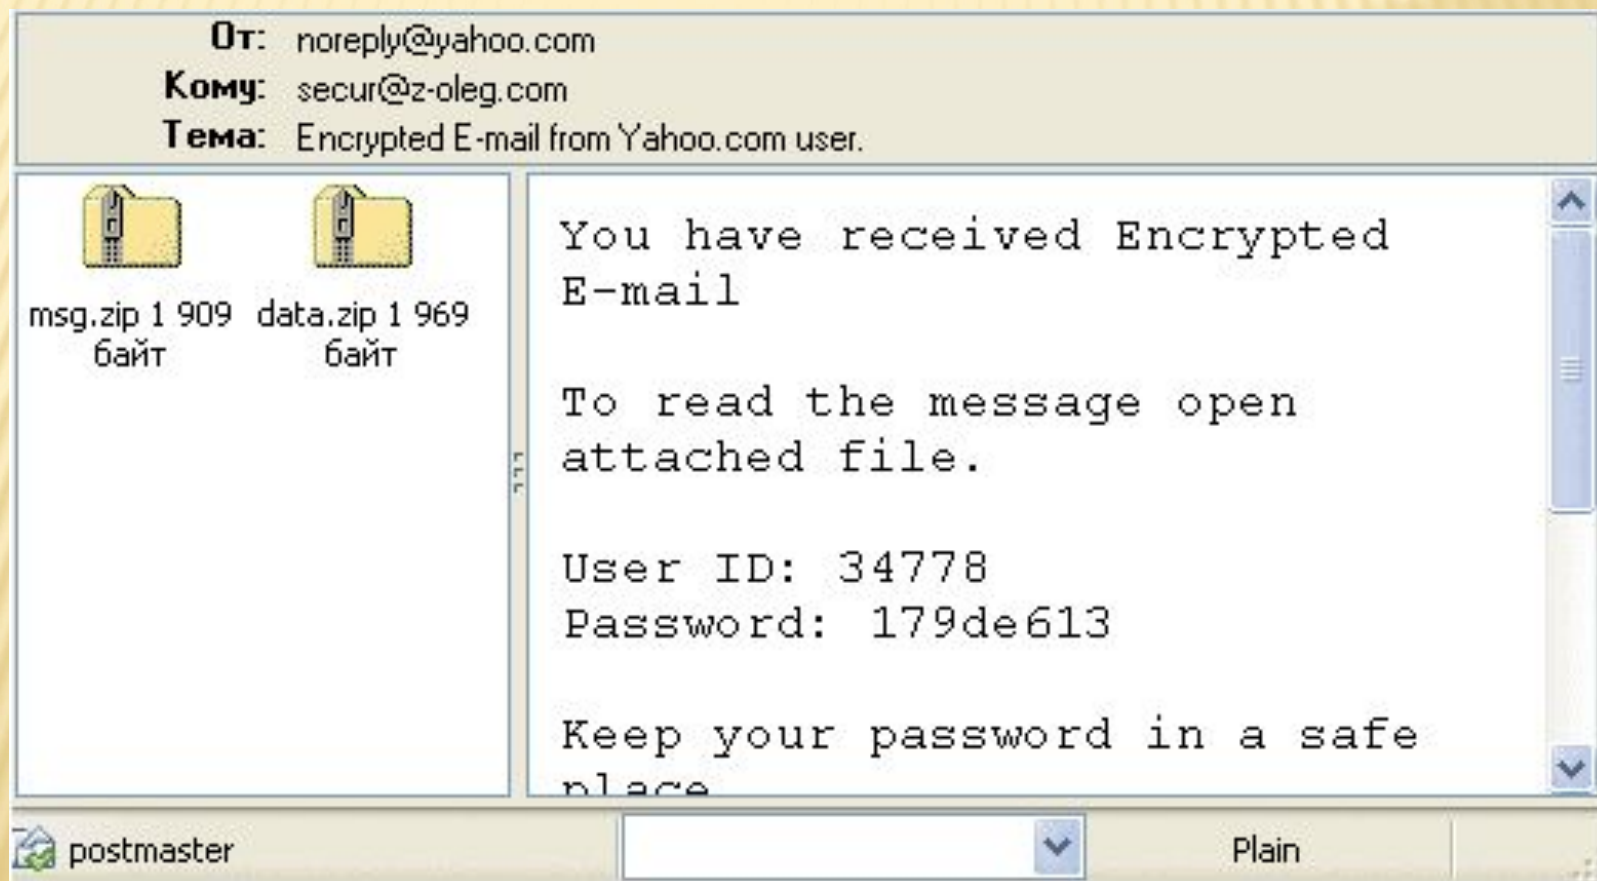 От: noreply@yahoo.com
Кому: secur@z-oleg.com
Тема: Encrypted E-mail from Yahoo.com user.
msg.zip 1 909
байт
data.zip 1 969
байт
You have received Encrypted
E-mail
To read the message open
attached file.
User ID: 34778
Password: 179de613
Keep your password in a safe
place
postmaster
Plain